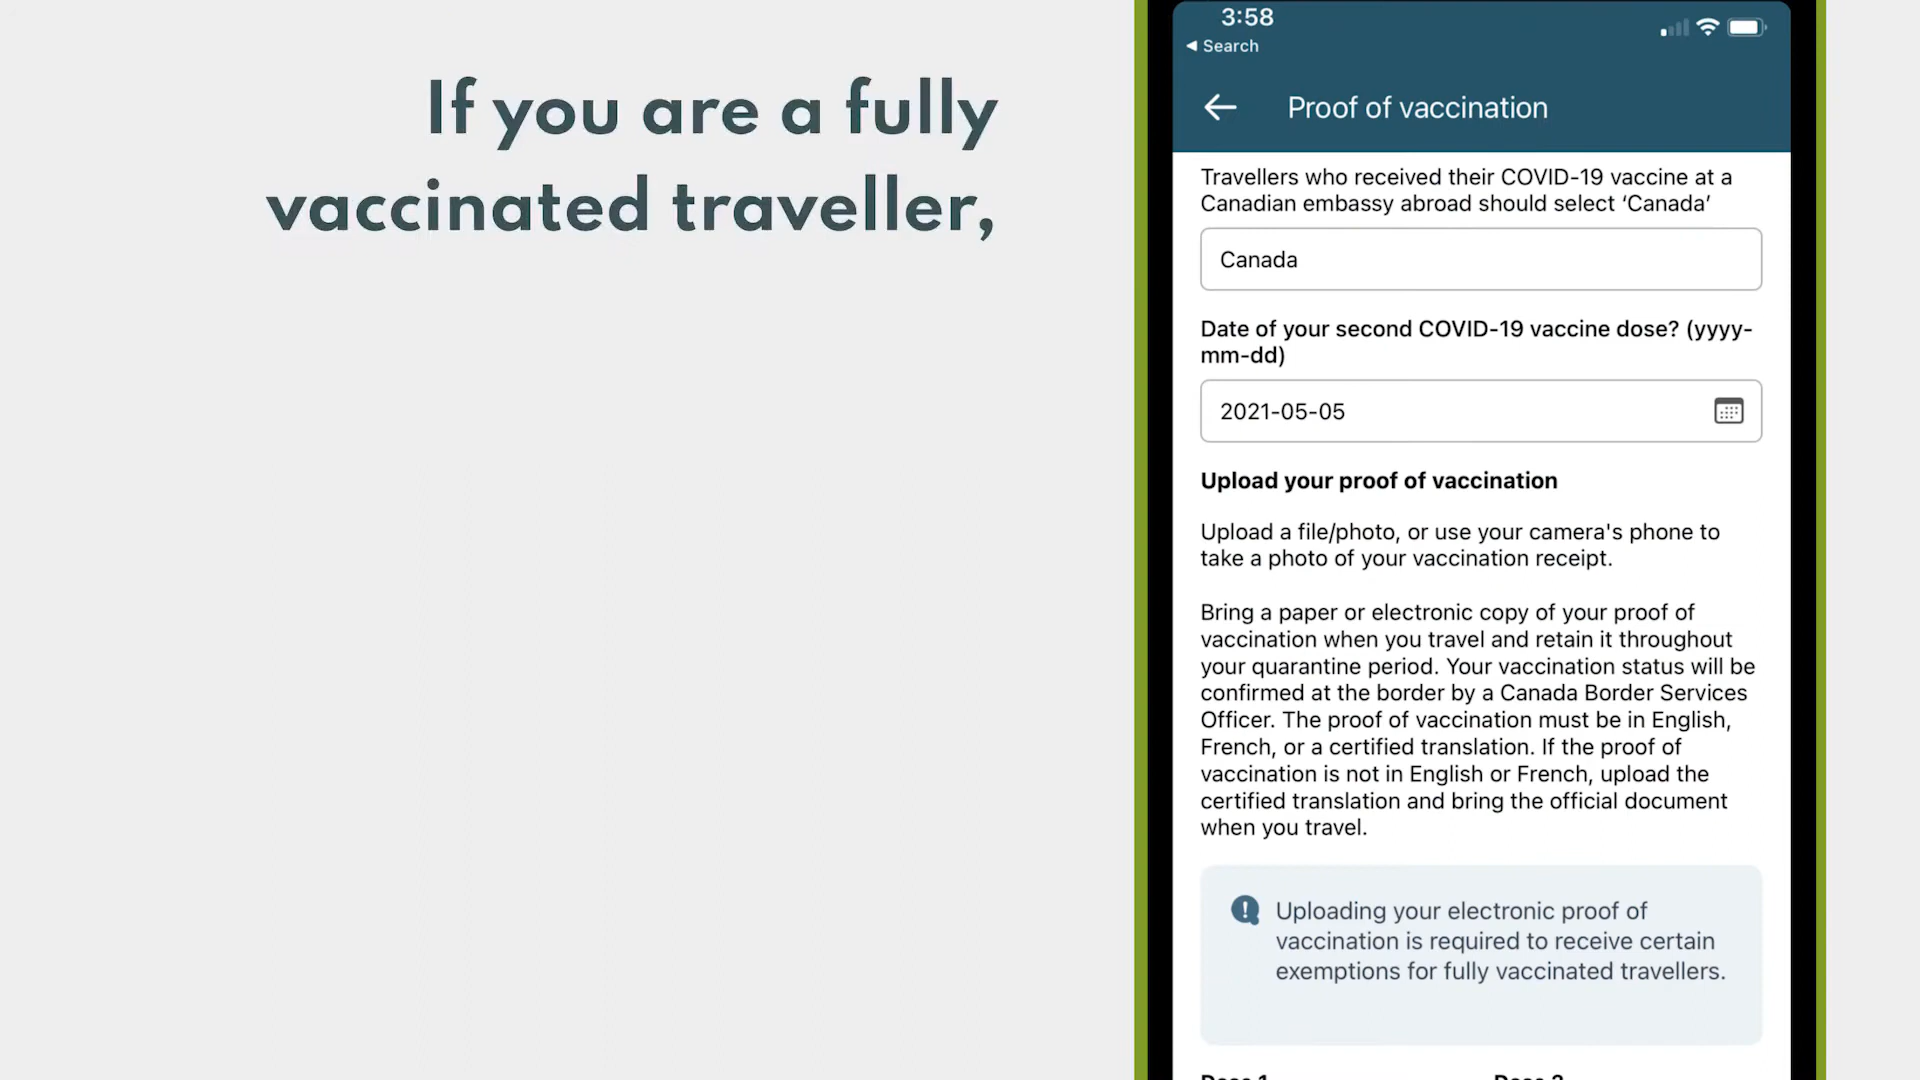 If you are a fully
vaccinated traveller,
3:58
Search
Proof of vaccination
Travellers who received their COVID-19 vaccine at a
Canadian embassy abroad should select ‘Canada’
Canada
Date of your second COVID-19 vaccine dose? (yyyy-
mm-dd)
2021-05-05
Upload your proof of vaccination
Upload a file/photo, or use your camera's phone to
take a photo of your vaccination receipt.
Bring a paper or electronic copy of your proof of
vaccination when you travel and retain it throughout
your quarantine period. Your vaccination status will be
confirmed at the border by a Canada Border Services
Officer. The proof of vaccination must be in English,
French, or a certified translation. If the proof of
vaccination is not in English or French, upload the
certified translation and bring the official document
when you travel.
Uploading your electronic proof of
vaccination is required to receive certain
exemptions for fully vaccinated travellers.
Dose 1 Dose 2